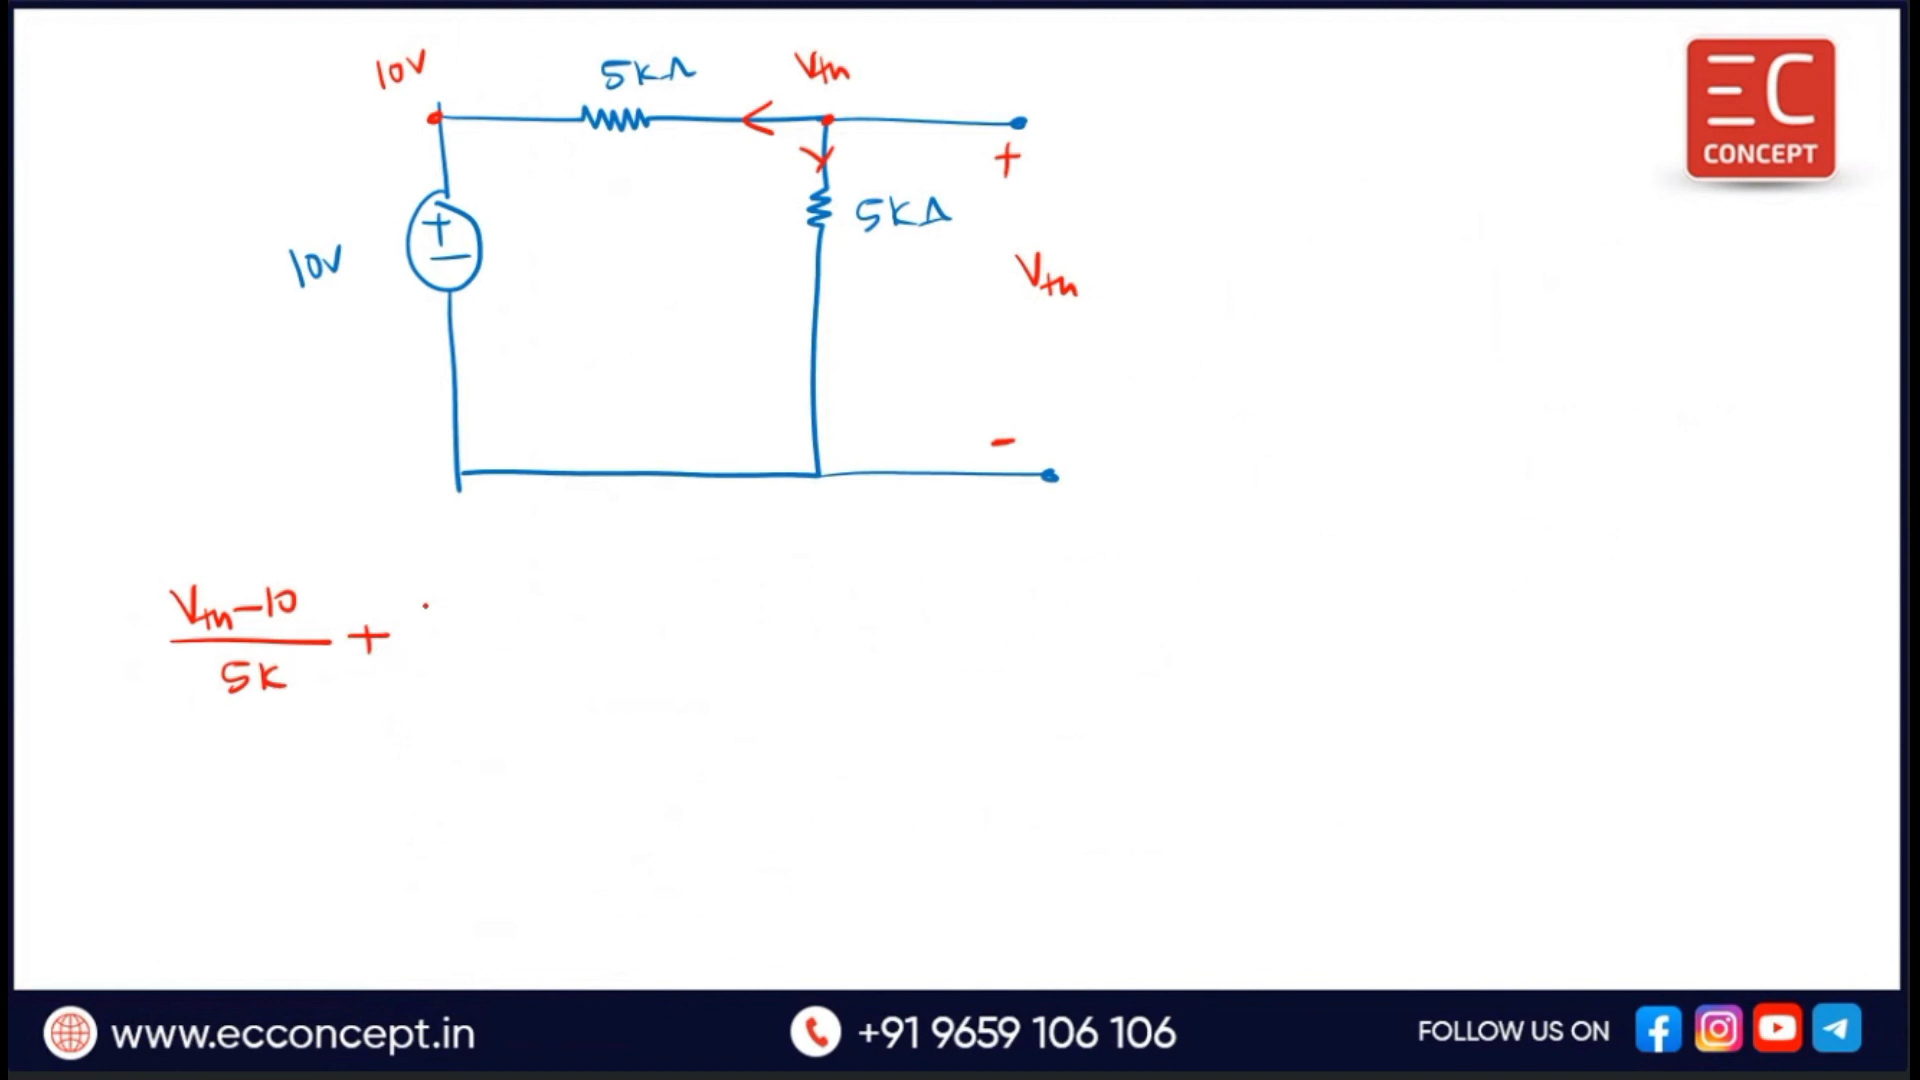 10V
5KΩ
Vth
EC
CONCEPT
+
5KΩ
10V
+
−
Vth
-
Vth-10
5K
+
www.ecconcept.in
+91 9659 106 106
FOLLOW US ON